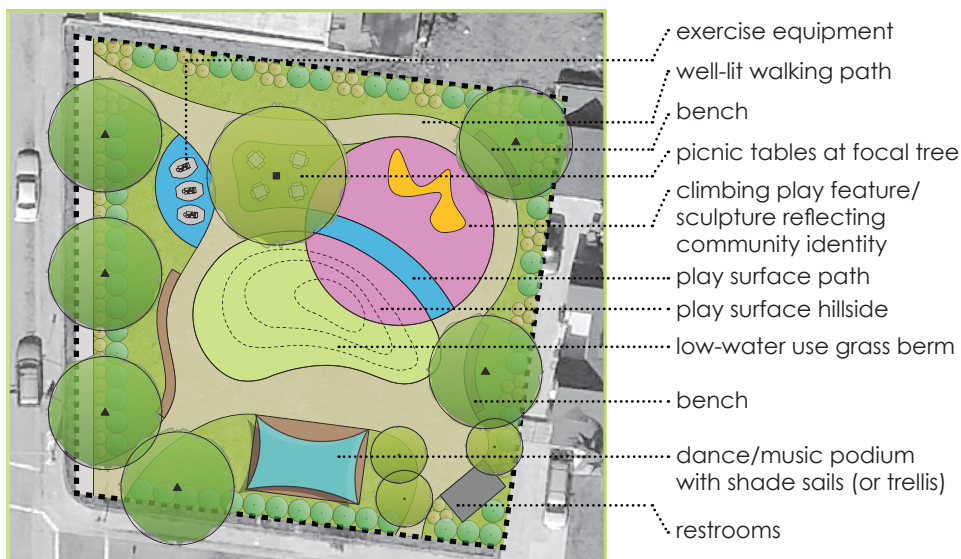 exercise equipment
well-lit walking path
bench
picnic tables at focal tree
climbing play feature/
sculpture reflecting
community identity
play surface path
play surface hillside
low-water use grass berm
bench
dance/music podium
with shade sails (or trellis)
restrooms